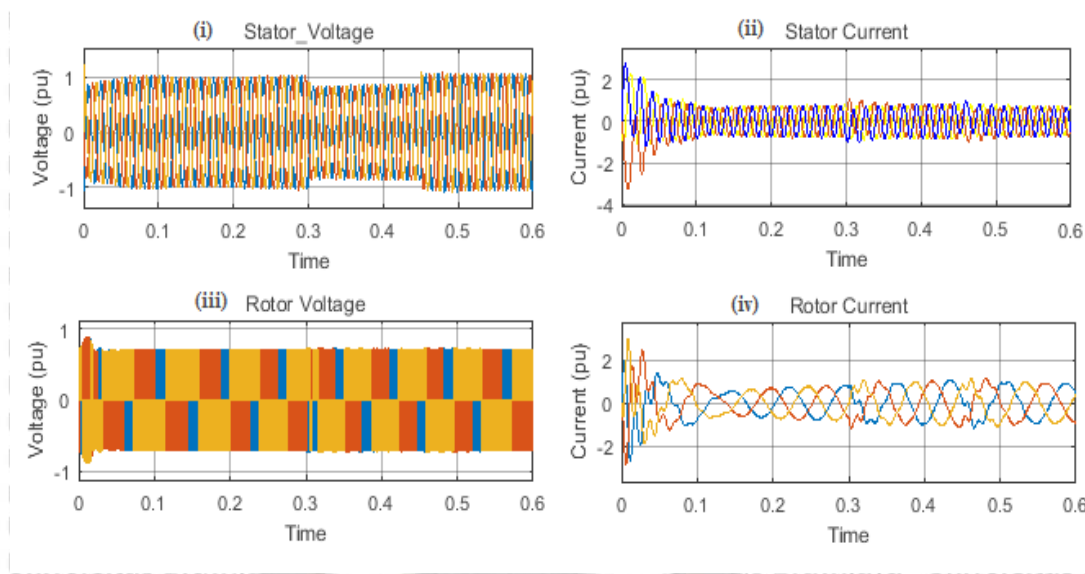 (i) Stator_Voltage
Voltage (pu)
1
0
-1
0 0.1 0.2 0.3 0.4 0.5 0.6
Time
(ii) Stator Current
Current (pu)
2
0
-2
-4
0 0.1 0.2 0.3 0.4 0.5 0.6
Time
(iii) Rotor Voltage
Voltage (pu)
1
0
-1
0 0.1 0.2 0.3 0.4 0.5 0.6
Time
(iv) Rotor Current
Current (pu)
2
0
-2
0 0.1 0.2 0.3 0.4 0.5 0.6
Time